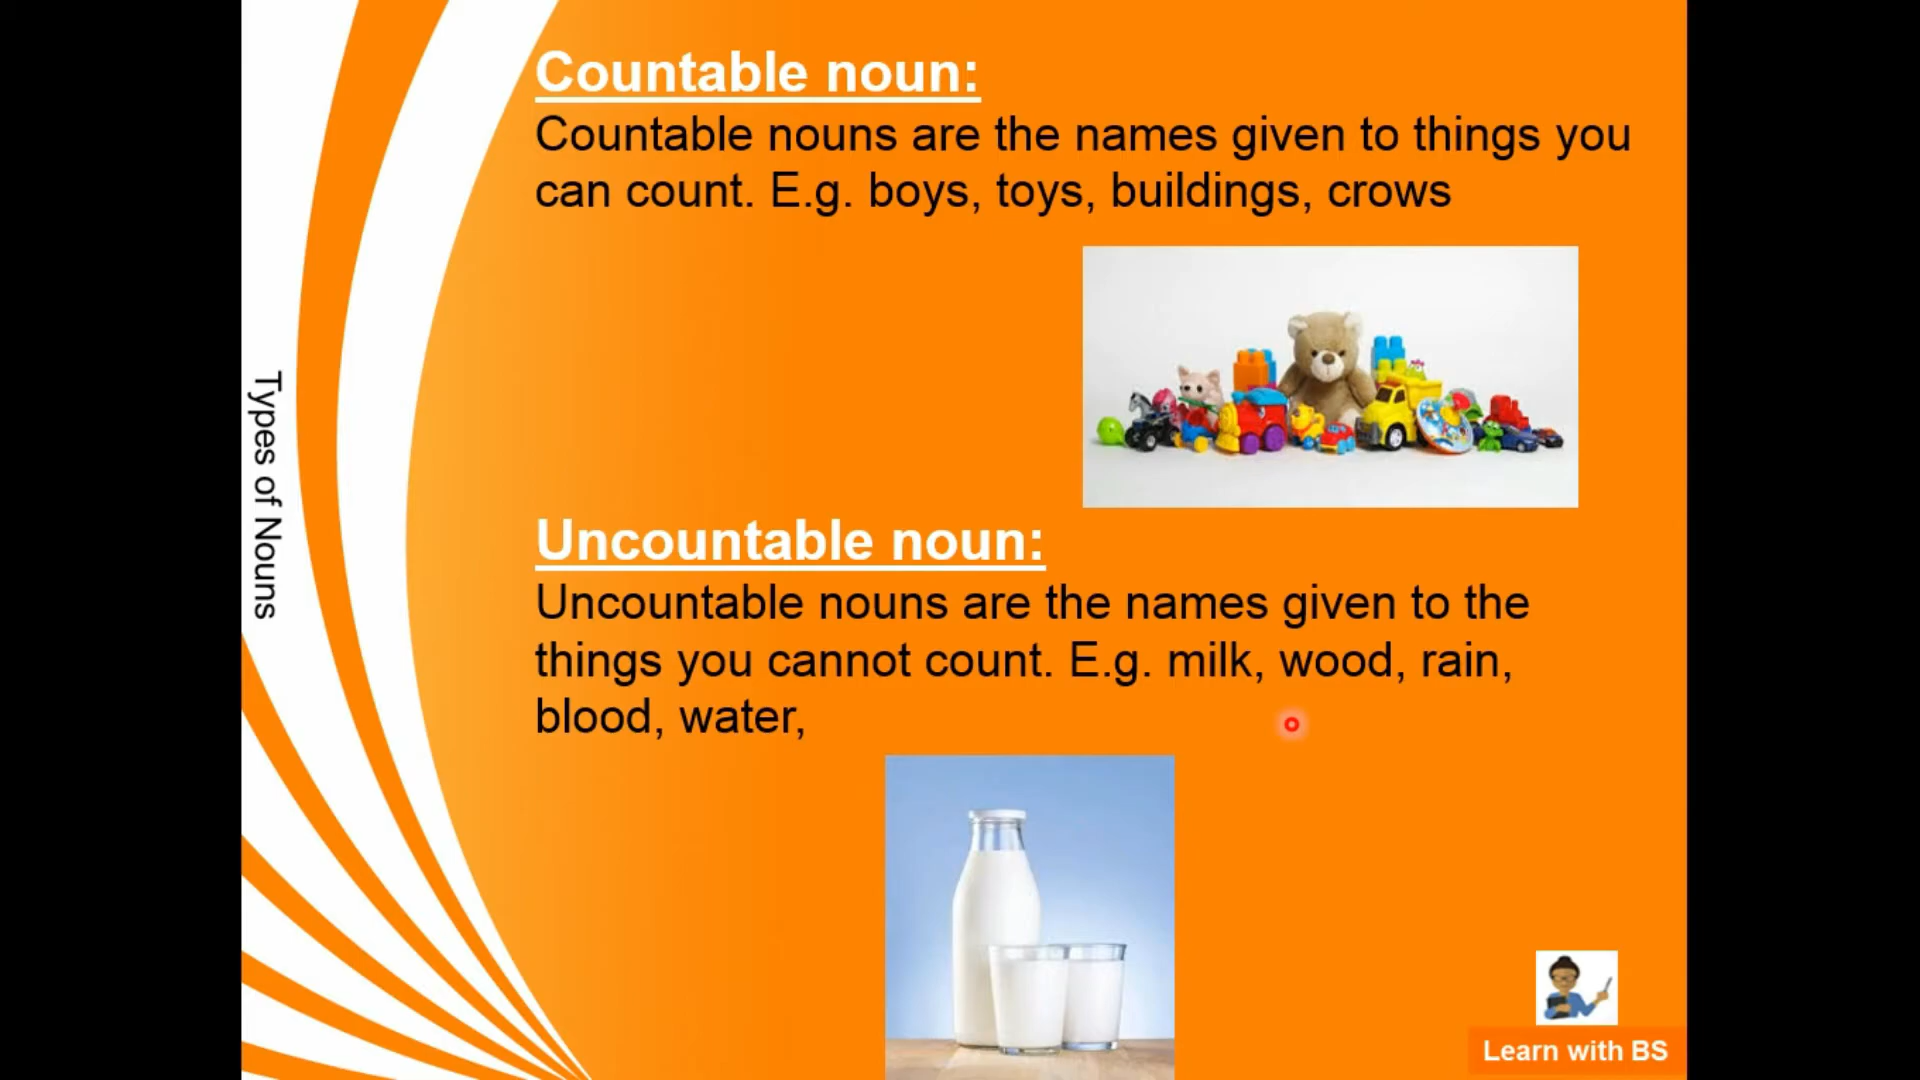 Countable noun:
Countable nouns are the names given to things you
can count. E.g. boys, toys, buildings, crows
Types of Nouns
Uncountable noun:
Uncountable nouns are the names given to the
things you cannot count. E.g. milk, wood, rain,
blood, water,
Learn with BS